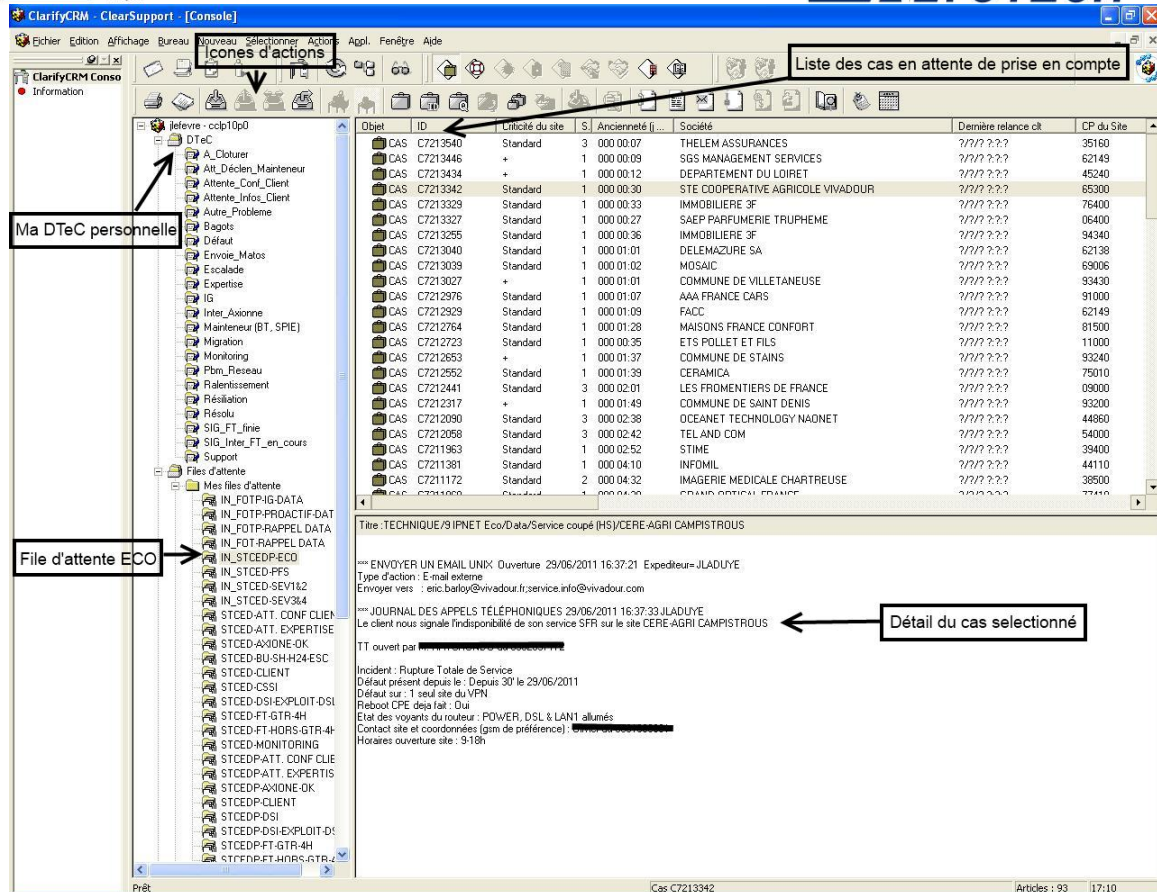 ClarifyCRM - ClearSupport - [Console]
Fichier Edition Affichage Bureau Nouveau Sélectionner Actions Appl. Fenêtre Aide
Icones d'actions
Liste des cas en attente de prise en compte
ClarifyCRM Conso
Information
Ma DTeC personnelle
File d'attente ECO
jlefevre - cclp10p0
DTeC
A_Cloturer
Att_Déclen_Mainteneur
Attente_Conf_Client
Attente_Infos_Client
Autre_Probleme
Bagots
Défaut
Envoie_Matos
Escalade
Expertise
IG
Inter_Axionne
Mainteneur (BT, SPIE)
Migration
Monitoring
Pbm_Reseau
Ralentissement
Résiliation
Résolu
SIG_FT_finie
SIG_Inter_FT_en_cours
Support
Files d'attente
Mes files d'attente
IN_FOTP-IG-DATA
IN_FOTP-PROACTIF-DAT
IN_FOTP-RAPPEL DATA
IN_FOT-RAPPEL DATA
IN_STCEDP-ECO
IN_STCED-PFS
IN_STCED-SEV1&2
IN_STCED-SEV3&4
STCED-ATT. CONF CLIEN
STCED-ATT. EXPERTISE
STCED-AXIONE-OK
STCED-BU-SH-H24-ESC
STCED-CLIENT
STCED-CSSI
STCED-DSI-EXPLOIT-DSL
STCED-FT-GTR-4H
STCED-FT-HORS-GTR-4H
STCED-MONITORING
STCEDP-ATT. CONF CLIE
STCEDP-ATT. EXPERTIS
STCEDP-AXIONE-OK
STCEDP-CLIENT
STCEDP-DSI
STCEDP-DSI-EXPLOIT-DS
STCEDP-FT-GTR-4H
STCEDP-FT-HORS-GTR-4
Objet ID Criticité du site S. Ancienneté (j... Société Dernière relance clt CP du Site
CAS C7213540 Standard 3 000 00:07 THELEM ASSURANCES ?/?/? ?:?:? 35160
CAS C7213446 + 1 000 00:09 SGS MANAGEMENT SERVICES ?/?/? ?:?:? 62149
CAS C7213434 + 1 000 00:12 DEPARTEMENT DU LOIRET ?/?/? ?:?:? 45240
CAS C7213342 Standard 1 000 00:30 STE COOPERATIVE AGRICOLE VIVADOUR ?/?/? ?:?:? 65300
CAS C7213329 Standard 1 000 00:33 IMMOBILIERE 3F ?/?/? ?:?:? 76400
CAS C7213327 Standard 1 000 00:27 SAEP PARFUMERIE TRUPHEME ?/?/? ?:?:? 06400
CAS C7213255 Standard 1 000 00:36 IMMOBILIERE 3F ?/?/? ?:?:? 94340
CAS C7213040 Standard 1 000 01:01 DELEMAZURE SA ?/?/? ?:?:? 62138
CAS C7213039 Standard 1 000 01:02 MOSAIC ?/?/? ?:?:? 69006
CAS C7213027 + 1 000 01:01 COMMUNE DE VILLETANEUSE ?/?/? ?:?:? 93430
CAS C7212976 Standard 1 000 01:07 AAA FRANCE CARS ?/?/? ?:?:? 91000
CAS C7212929 Standard 1 000 01:09 FACC ?/?/? ?:?:? 62149
CAS C7212764 Standard 1 000 01:28 MAISONS FRANCE CONFORT ?/?/? ?:?:? 81500
CAS C7212723 Standard 1 000 00:35 ETS POLLET ET FILS ?/?/? ?:?:? 11000
CAS C7212653 + 1 000 01:37 COMMUNE DE STAINS ?/?/? ?:?:? 93240
CAS C7212552 Standard 1 000 01:39 CERAMICA ?/?/? ?:?:? 75010
CAS C7212441 Standard 3 000 02:01 LES FROMENTIERS DE FRANCE ?/?/? ?:?:? 09000
CAS C7212317 + 1 000 01:49 COMMUNE DE SAINT DENIS ?/?/? ?:?:? 93200
CAS C7212090 Standard 3 000 02:38 OCEANET TECHNOLOGY NAONET ?/?/? ?:?:? 44860
CAS C7212058 Standard 3 000 02:42 TEL AND COM ?/?/? ?:?:? 54000
CAS C7211963 Standard 1 000 02:52 STIME ?/?/? ?:?:? 39400
CAS C7211381 Standard 1 000 04:10 INFOMIL ?/?/? ?:?:? 44110
CAS C7211172 Standard 2 000 04:32 IMAGERIE MEDICALE CHARTREUSE ?/?/? ?:?:? 38500
Titre :TECHNIQUE/9 IPNET Eco/Data/Service coupé (HS)/CERE-AGRI CAMPISTROUS
*** ENVOYER UN EMAIL UNIX Ouverture 29/06/2011 16:37:21 Expediteur= JLADUYE
Type d'action : E-mail externe
Envoyer vers : eric.barloy@vivadour.fr;service.info@vivadour.com
*** JOURNAL DES APPELS TÉLÉPHONIQUES 29/06/2011 16:37:33 JLADUYE
Le client nous signale l'indisponibilité de son service SFR sur le site CERE-AGRI CAMPISTROUS
Détail du cas selectionné
TT ouvert par
Incident : Rupture Totale de Service
Défaut présent depuis le : Depuis 30' le 29/06/2011
Défaut sur : 1 seul site du VPN
Reboot CPE deja fait : Oui
Etat des voyants du routeur : POWER, DSL & LAN1 allumés
Contact site et coordonnées (gsm de préférence) :
Horaires ouverture site : 9-18h
Prêt Cas C7213342 Articles : 93 17:10